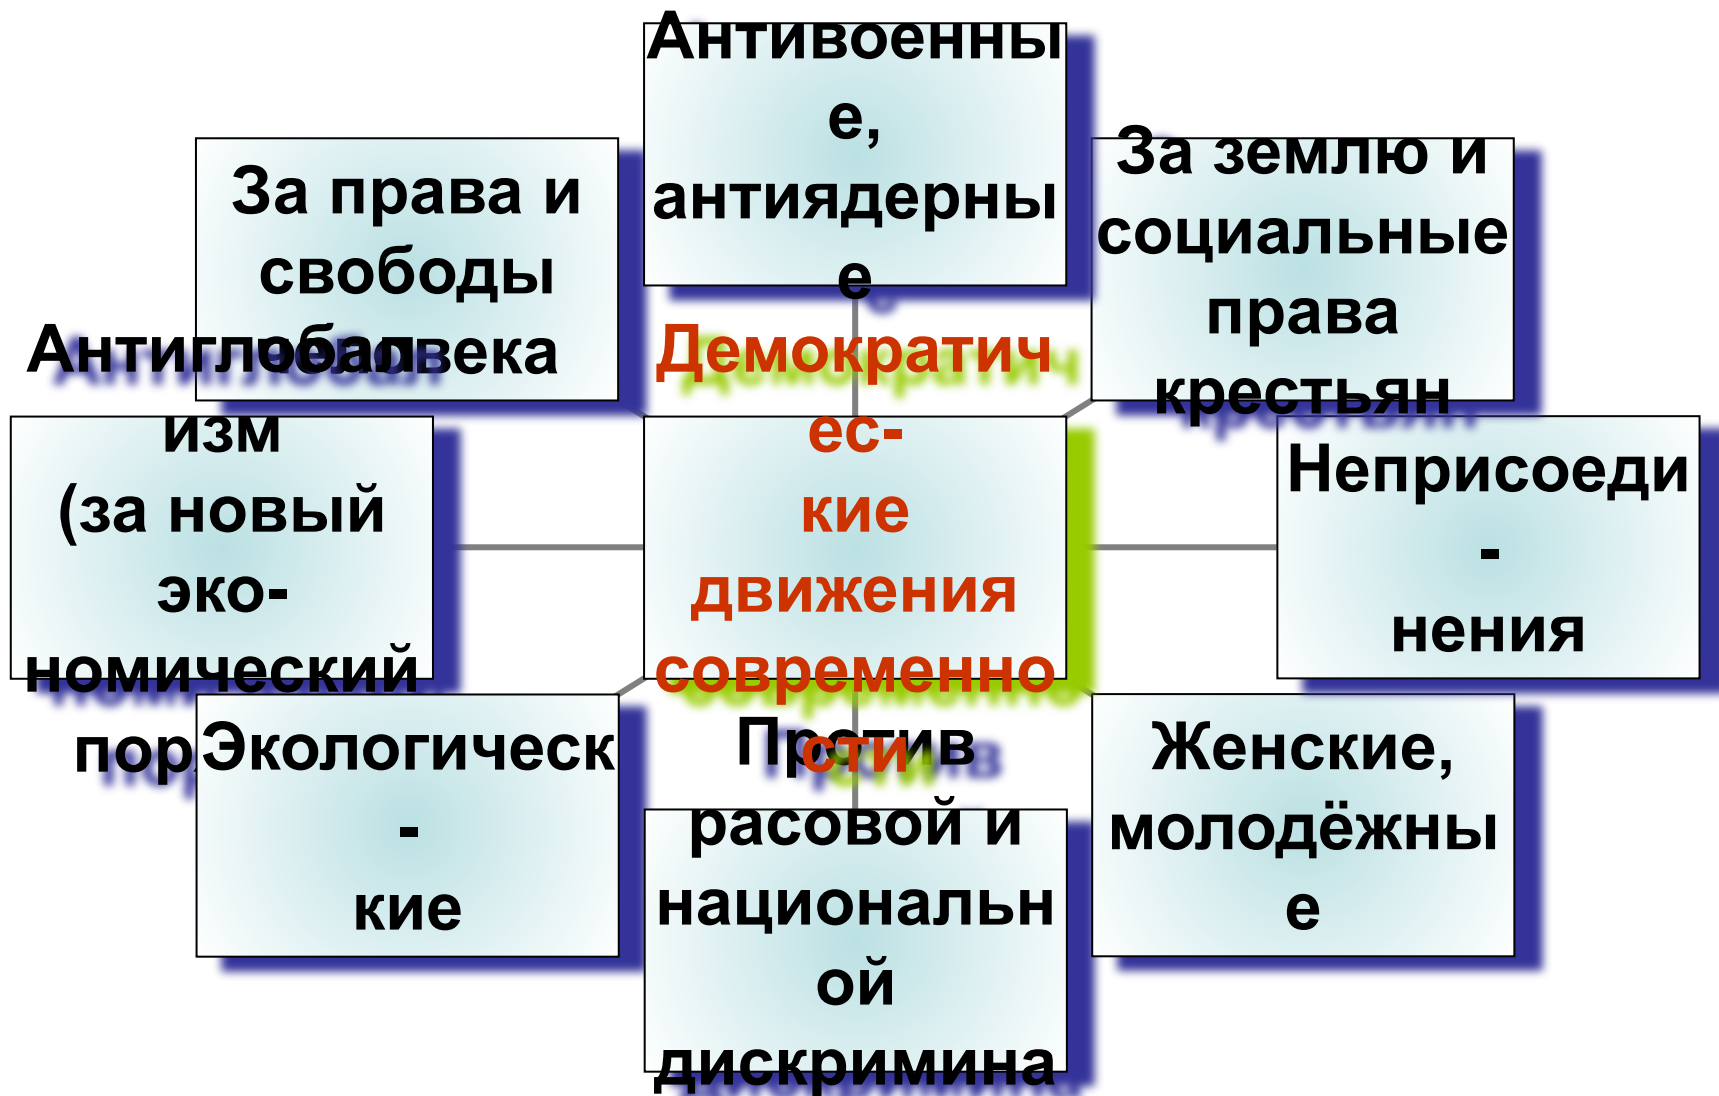 Антивоенны
е,
антиядерны
е
За права и
свободы
человека
За землю и
социальные
права
крестьян
Антиглобал
изм
(за новый
эко-
номический
Демократич
ес-
кие
движения
современно
сти
Неприсоеди
-
нения
Экологическ
-
кие
Против
расовой и
национальн
ой
дискримина
Женские,
молодёжны
е